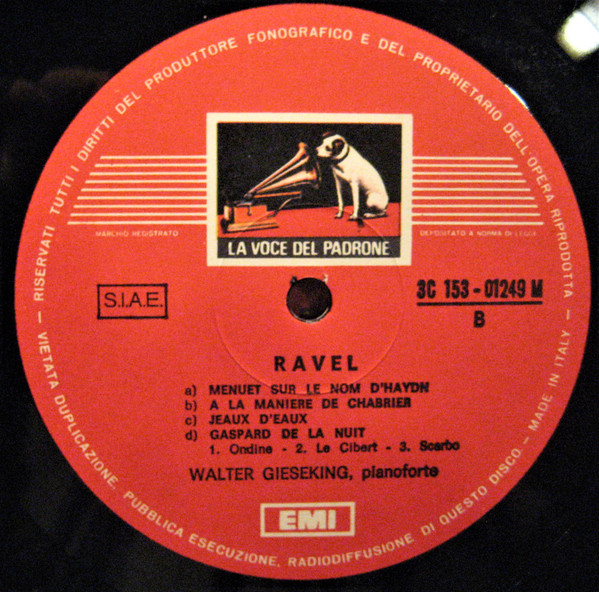 RISERVATI TUTTI I DIRITTI DEL PRODUTTORE FONOGRAFICO E DEL PROPRIETARIO DELL'OPERA RIPRODOTTA
MARCHIO REGISTRATO
DEPOSITATO A NORMA DI LEGGE
LA VOCE DEL PADRONE
S.I.A.E.
3C 153 - 01249 M
B
RAVEL
a) MENUET SUR LE NOM D'HAYDN
b) A LA MANIERE DE CHABRIER
c) JEAUX D'EAUX
d) GASPARD DE LA NUIT
1. Ondine - 2. Le Cibert - 3. Scarbo
WALTER GIESEKING, pianoforte
EMI
— VIETATA DUPLICAZIONE, PUBBLICA ESECUZIONE, RADIODIFFUSIONE DI QUESTO DISCO — MADE IN ITALY —